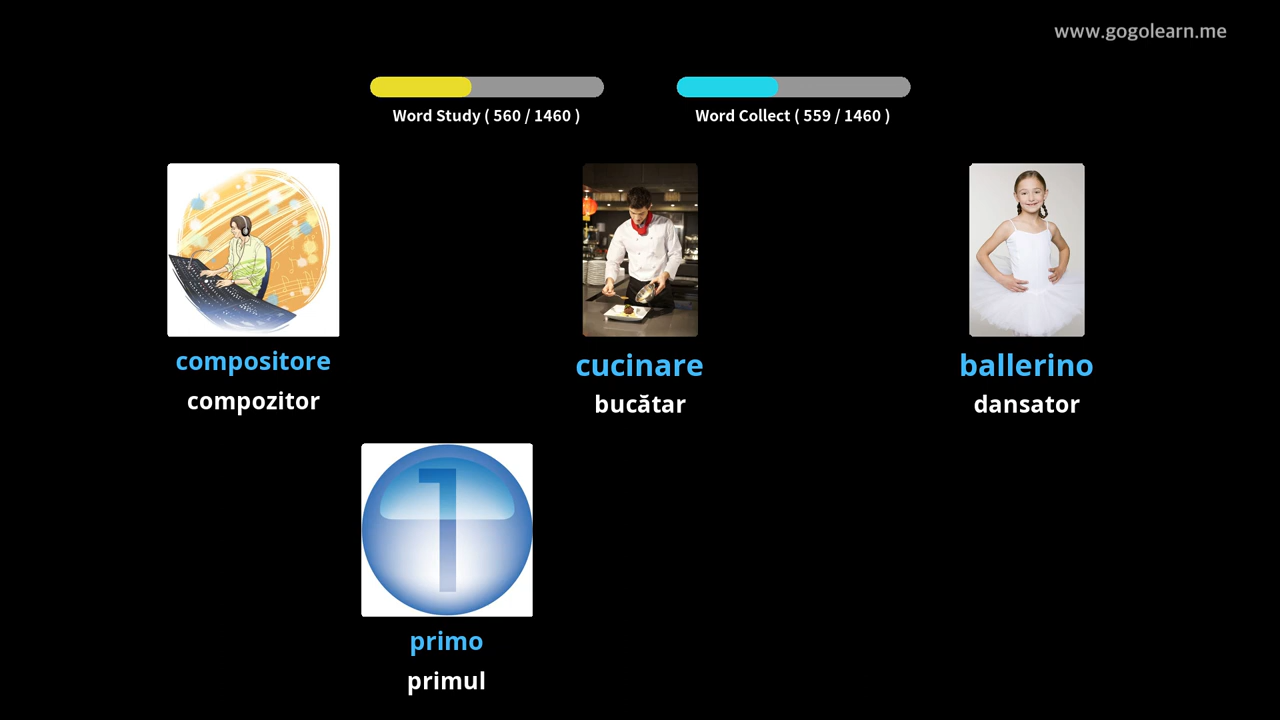 www.gogolearn.me
Word Study ( 560 / 1460 )
Word Collect ( 559 / 1460 )
compositore
compozitor
cucinare
bucătar
ballerino
dansator
1
primo
primul